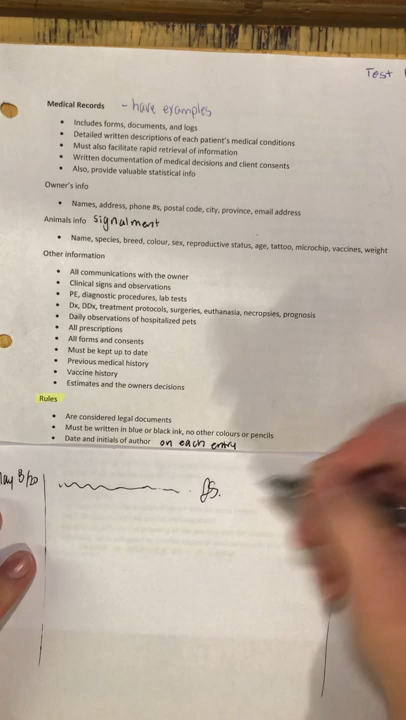 Test
Medical Records - have examples
• Includes forms, documents, and logs
• Detailed written descriptions of each patient's medical conditions
• Must also facilitate rapid retrieval of information
• Written documentation of medical decisions and client consents
• Also, provide valuable statistical info
Owner's info
• Names, address, phone #s, postal code, city, province, email address
Animals info signalment
• Name, species, breed, colour, sex, reproductive status, age, tattoo, microchip, vaccines, weight
Other information
• All communications with the owner
• Clinical signs and observations
• PE, diagnostic procedures, lab tests
• Dx, DDx, treatment protocols, surgeries, euthanasia, necropsies, prognosis
• Daily observations of hospitalized pets
• All prescriptions
• All forms and consents
• Must be kept up to date
• Previous medical history
• Vaccine history
• Estimates and the owners decisions
Rules
• Are considered legal documents
• Must be written in blue or black ink, no other colours or pencils
• Date and initials of author on each entry
May 8/20